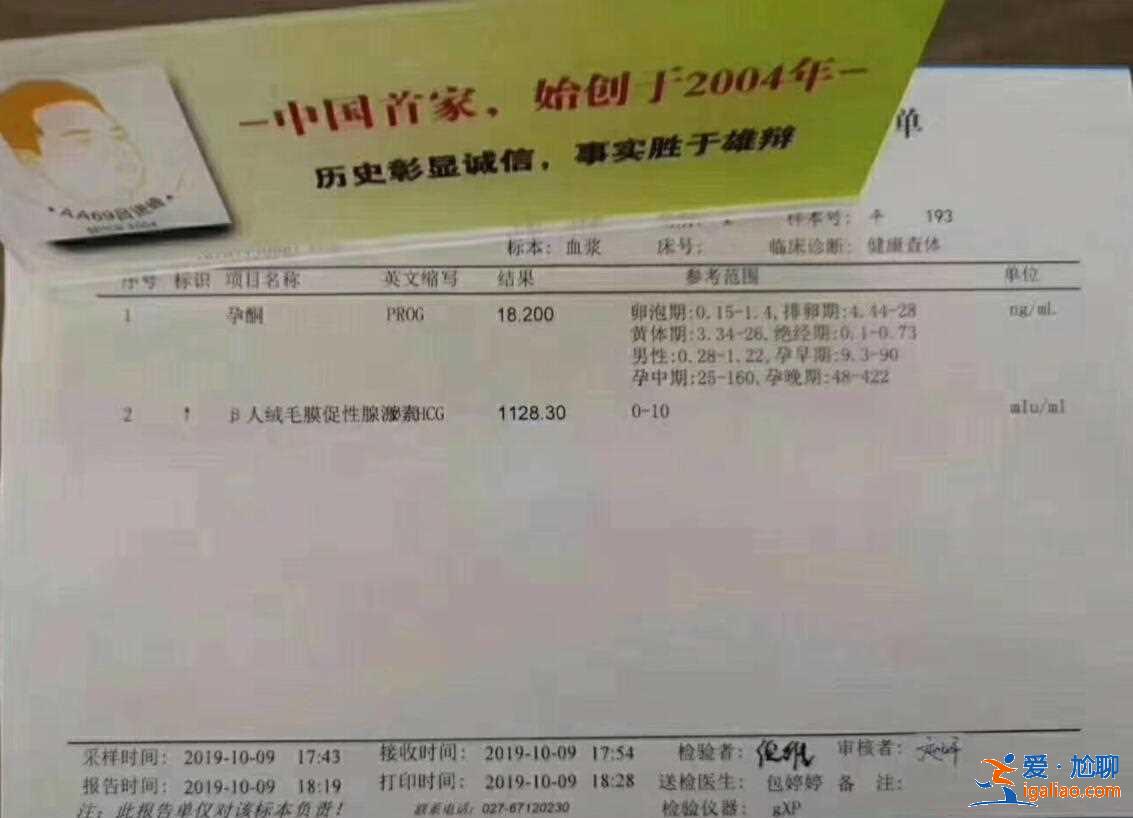 -中国首家，始创于2004年-
历史彰显诚信，事实胜于雄辩
单
样本号： 193
标本：血浆 床号： 临床诊断：健康查体
序号 标识 项目名称 英文缩写 结果 参考范围 单位
1 孕酮 PROG 18.200 卵泡期:0.15-1.4,排卵期:4.44-28 ng/mL
黄体期:3.34-26,绝经期:0.1-0.73
男性:0.28-1.22,孕早期:9.3-90
孕中期:25-160,孕晚期:48-422
2 ↑ β人绒毛膜促性腺激素HCG 1128.30 0-10 mIu/ml
采样时间： 2019-10-09 17:43 接收时间： 2019-10-09 17:54 检验者： 审核者：
报告时间： 2019-10-09 18:19 打印时间： 2019-10-09 18:28 送检医生： 包婷婷 备 注：
注：此报告单仅对该标本负责！ 联系电话：027-67120230 检验仪器： gXP
爱·尬聊
igaliao.com